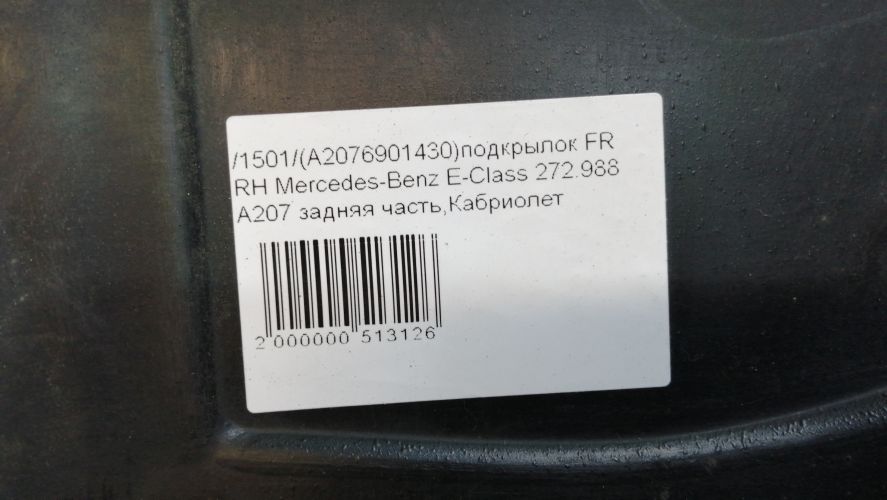 /1501/(A2076901430)подкрылок FR
RH Mercedes-Benz E-Class 272.988
A207 задняя часть,Кабриолет
2 000000 513126